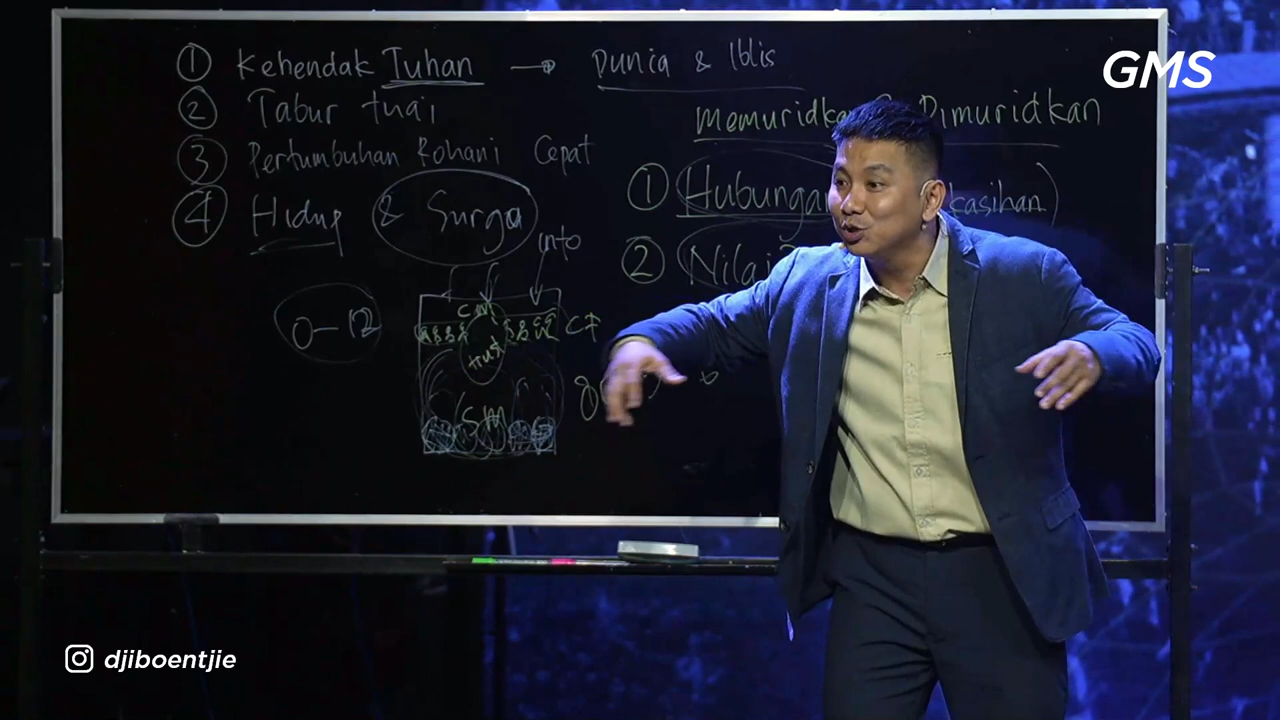 ① Kehendak Tuhan → Dunia & Iblis
② Tabur tuai
③ Pertumbuhan Rohani Cepat
④ Hidup & Surga
into
0-12
CM
CF
trust
SM
Memuridkan & Dimuridkan
① Hubungan kasihan)
② Nilai
GMS
djiboentjie